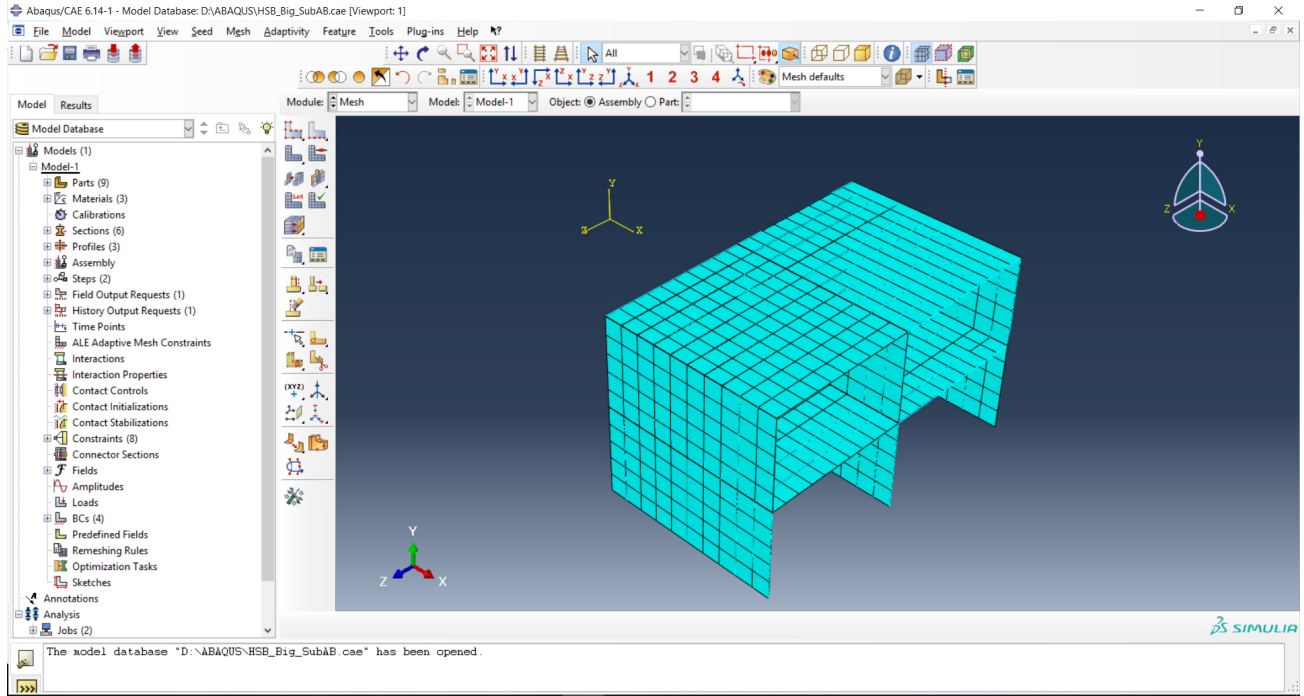 Abaqus/CAE 6.14-1 - Model Database: D:\ABAQUS\HSB_Big_SubAB.cae [Viewport: 1]
File Model Viewport View Seed Mesh Adaptivity Feature Tools Plug-ins Help
All
1 2 3 4 Mesh defaults
Model Results
Module: Mesh Model: Model-1 Object: Assembly Part:
Model Database
Models (1)
Model-1
Parts (9)
Materials (3)
Calibrations
Sections (6)
Profiles (3)
Assembly
Steps (2)
Field Output Requests (1)
History Output Requests (1)
Time Points
ALE Adaptive Mesh Constraints
Interactions
Interaction Properties
Contact Controls
Contact Initializations
Contact Stabilizations
Constraints (8)
Connector Sections
Fields
Amplitudes
Loads
BCs (4)
Predefined Fields
Remeshing Rules
Optimization Tasks
Sketches
Annotations
Analysis
Jobs (2)
(XYZ)
Y
Z X
Y
Z X
Y
Z X
SIMULIA
The model database "D:\ABAQUS\HSB_Big_SubAB.cae" has been opened.
>>>